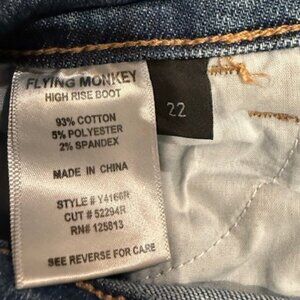 FLYING MONKEY
HIGH RISE BOOT
93% COTTON
5% POLYESTER
2% SPANDEX
MADE IN CHINA
STYLE # Y4166R
CUT # 52294R
RN# 125813
SEE REVERSE FOR CARE
22